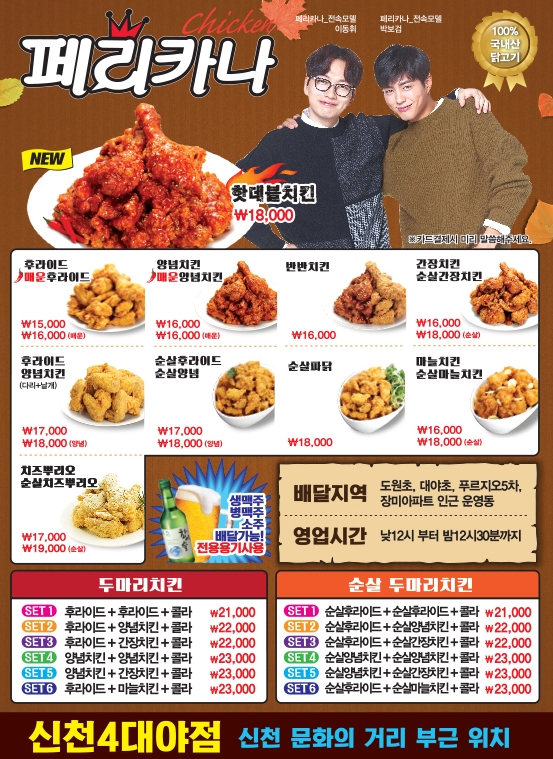 Chicken
페리카나
페리카나_전속모델
이동휘
페리카나_전속모델
박보검
100%
국내산
닭고기
NEW
핫데블치킨
₩18,000
※카드결제시 미리 말씀해주세요.
후라이드
매운후라이드
₩15,000
₩16,000 (매운)
양념치킨
매운양념치킨
₩16,000
₩16,000 (매운)
반반치킨
₩16,000
간장치킨
순살간장치킨
₩16,000
₩18,000 (순살)
후라이드
양념치킨
(다리+날개)
₩17,000
₩18,000 (양념)
순살후라이드
순살양념
₩17,000
₩18,000 (양념)
순살파닭
₩18,000
마늘치킨
순살마늘치킨
₩16,000
₩18,000 (순살)
치즈뿌리오
순살치즈뿌리오
₩17,000
₩19,000 (순살)
생맥주
병맥주
소주
배달가능!
전용용기사용
배달지역 도원초, 대야초, 푸르지오5차,
장미아파트 인근 운영동
영업시간 낮12시 부터 밤12시30분까지
두마리치킨
SET 1 후라이드 + 후라이드 + 콜라 ₩21,000
SET 2 후라이드 + 양념치킨 + 콜라 ₩22,000
SET 3 후라이드 + 간장치킨 + 콜라 ₩22,000
SET 4 양념치킨 + 양념치킨 + 콜라 ₩23,000
SET 5 양념치킨 + 간장치킨 + 콜라 ₩23,000
SET 6 후라이드 + 마늘치킨 + 콜라 ₩23,000
순살 두마리치킨
SET 1 순살후라이드 + 순살후라이드 + 콜라 ₩21,000
SET 2 순살후라이드 + 순살양념치킨 + 콜라 ₩22,000
SET 3 순살후라이드 + 순살간장치킨 + 콜라 ₩22,000
SET 4 순살양념치킨 + 순살양념치킨 + 콜라 ₩23,000
SET 5 순살양념치킨 + 순살간장치킨 + 콜라 ₩23,000
SET 6 순살후라이드 + 순살마늘치킨 + 콜라 ₩23,000
신천4대야점 신천 문화의 거리 부근 위치